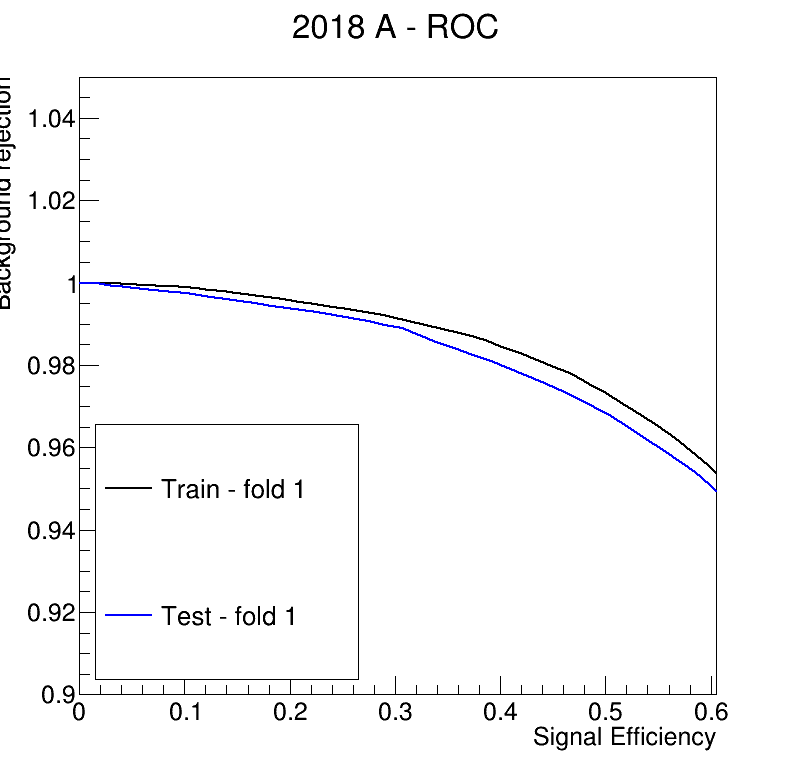 2018 A - ROC
Background rejection
1.04
1.02
1
0.98
0.96
0.94
0.92
0.9
Train - fold 1
Test - fold 1
0 0.1 0.2 0.3 0.4 0.5 0.6
Signal Efficiency